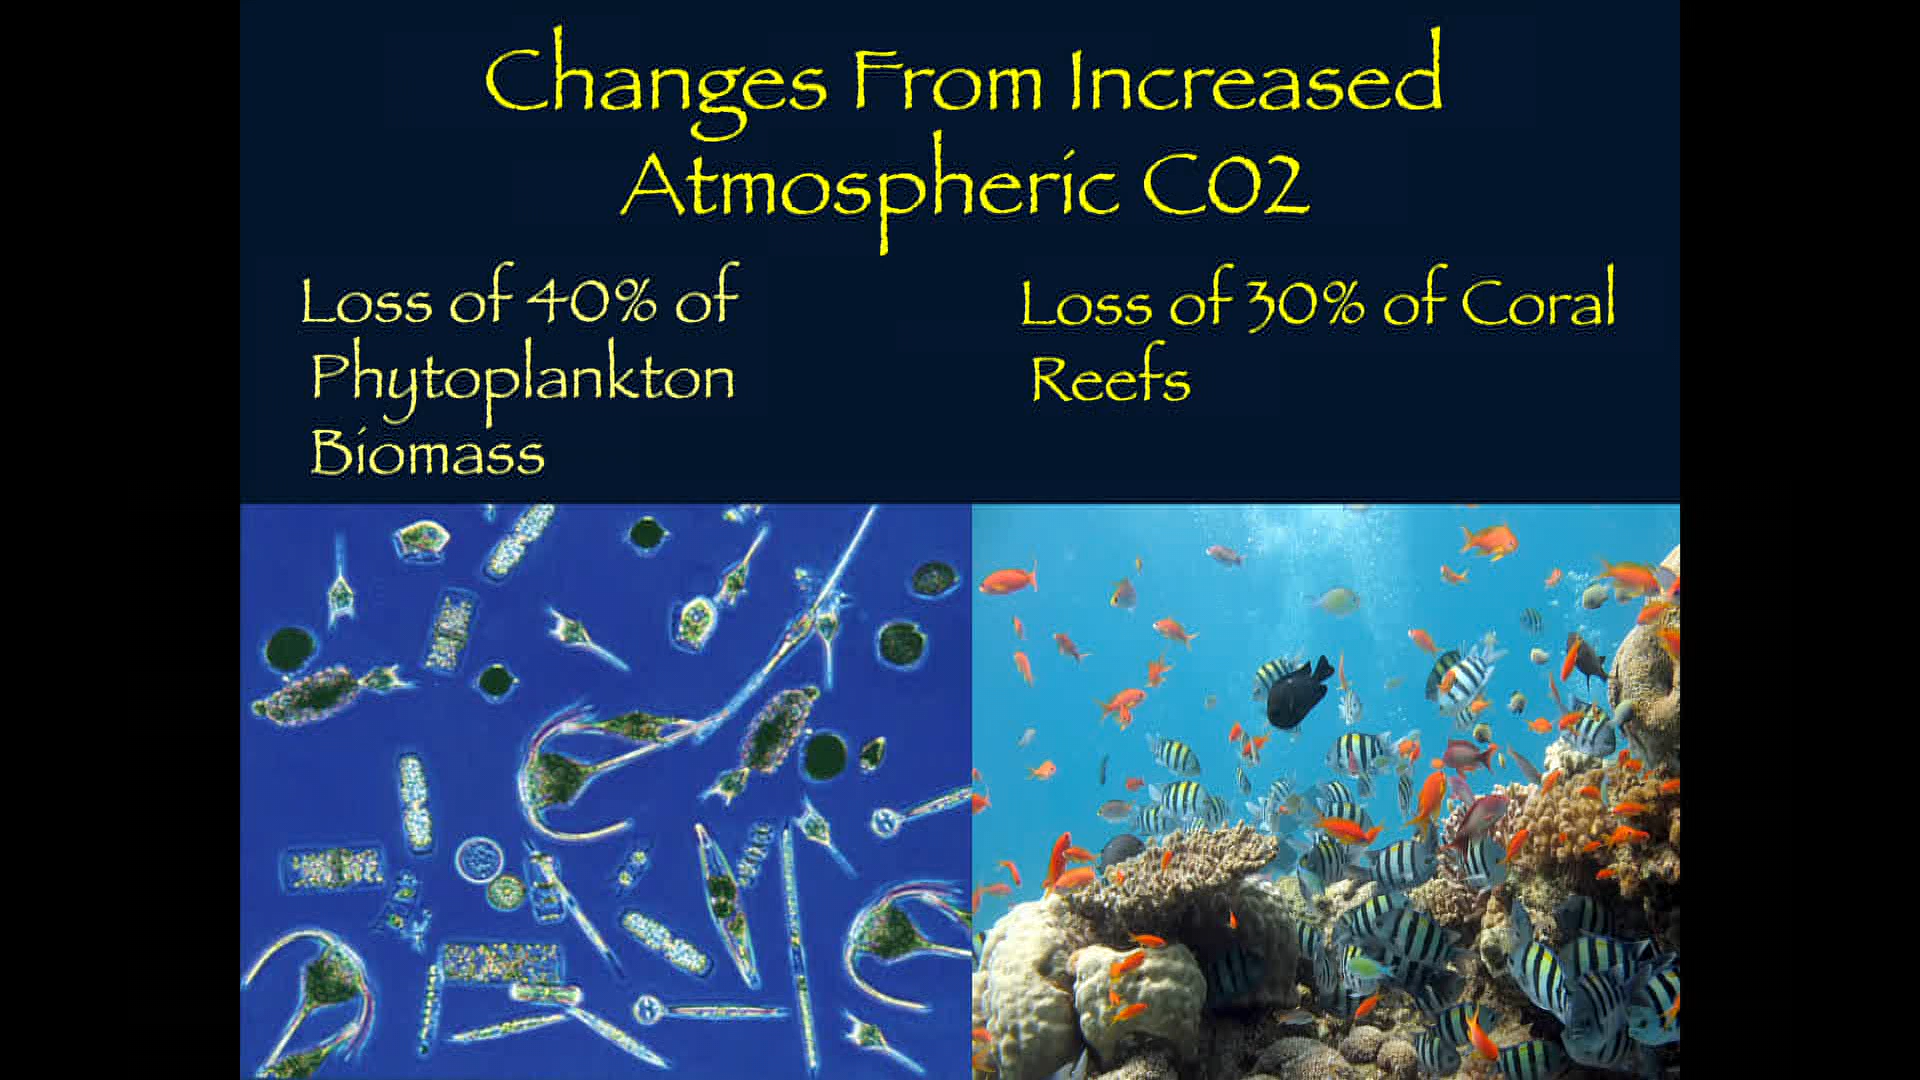 Changes From Increased
Atmospheric CO2
Loss of 40% of
Phytoplankton
Biomass
Loss of 30% of Coral
Reefs